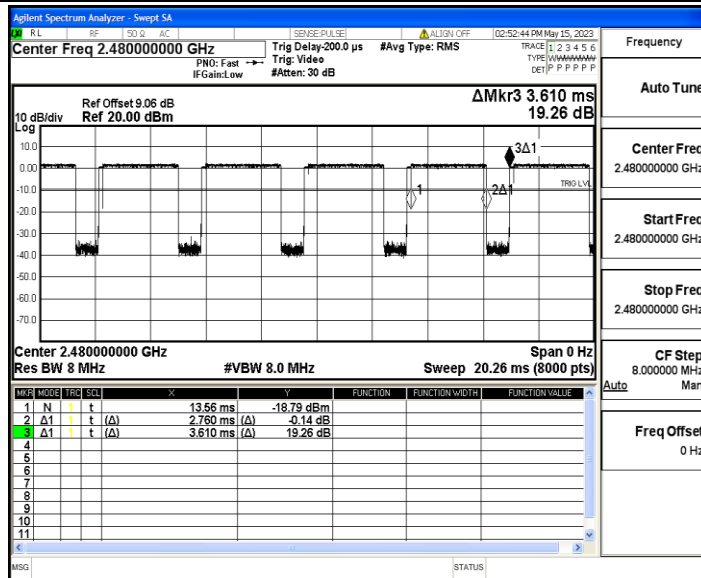 Agilent Spectrum Analyzer - Swept SA
RL RF 50 Ω AC SENSE:PULSE ALIGN OFF 02:52:44 PM May 15, 2023
Center Freq 2.480000000 GHz
PNO: Fast
IFGain:Low
Trig Delay-200.0 µs
Trig: Video
#Atten: 30 dB
#Avg Type: RMS
TRACE 1 2 3 4 5 6
TYPE
DET P P P P P P
Ref Offset 9.06 dB
10 dB/div Ref 20.00 dBm
Log
ΔMkr3 3.610 ms
19.26 dB
10.0
0.00
-10.0
-20.0
-30.0
-40.0
-50.0
-60.0
-70.0
3Δ1
1
2Δ1
TRIG LVL
Center 2.480000000 GHz Span 0 Hz
Res BW 8 MHz #VBW 8.0 MHz Sweep 20.26 ms (8000 pts)
MKR MODE TRC SCL X Y FUNCTION FUNCTION WIDTH FUNCTION VALUE
1 N 1 t 13.56 ms -18.79 dBm
2 Δ1 1 t (Δ) 2.760 ms (Δ) -0.14 dB
3 Δ1 1 t (Δ) 3.610 ms (Δ) 19.26 dB
4
5
6
7
8
9
10
11
MSG STATUS
Frequency
Auto Tune
Center Freq
2.480000000 GHz
Start Freq
2.480000000 GHz
Stop Freq
2.480000000 GHz
CF Step
8.000000 MHz
Auto Man
Freq Offset
0 Hz